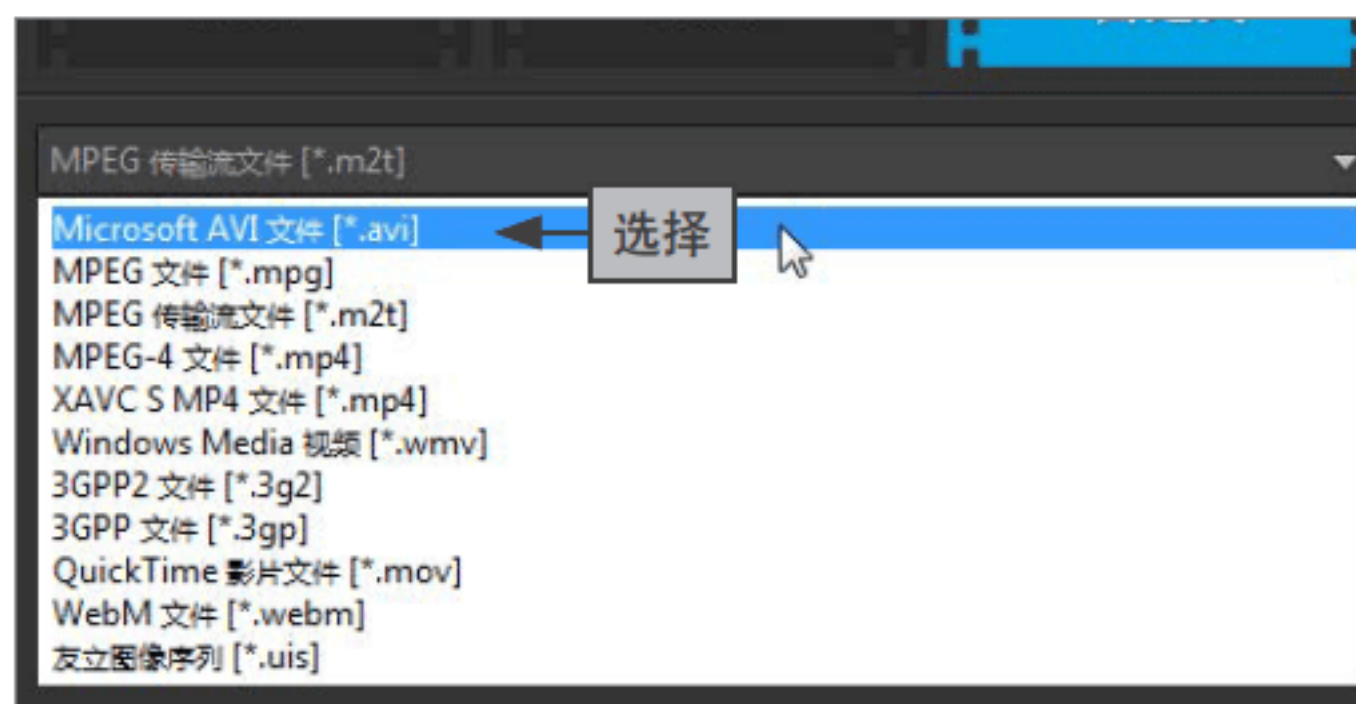 MPEG 传输流文件 [*.m2t]
Microsoft AVI 文件 [*.avi]
选择
MPEG 文件 [*.mpg]
MPEG 传输流文件 [*.m2t]
MPEG-4 文件 [*.mp4]
XAVC S MP4 文件 [*.mp4]
Windows Media 视频 [*.wmv]
3GPP2 文件 [*.3g2]
3GPP 文件 [*.3gp]
QuickTime 影片文件 [*.mov]
WebM 文件 [*.webm]
友立图像序列 [*.uis]